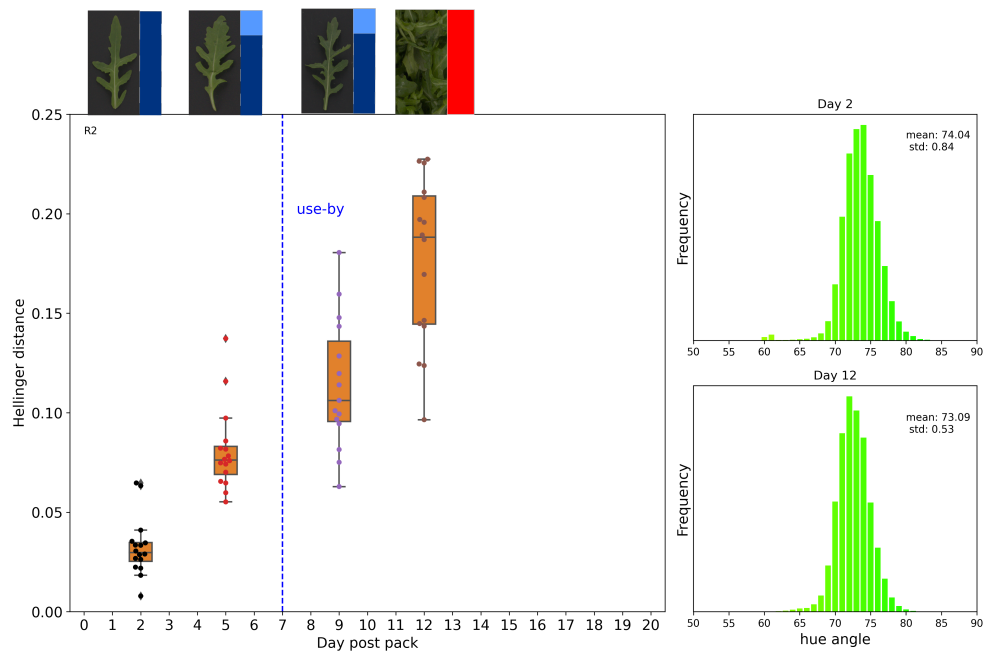 0.25
0.20
0.15
0.10
0.05
0.00
Hellinger distance
R2
use-by
0 1 2 3 4 5 6 7 8 9 10 11 12 13 14 15 16 17 18 19 20
Day post pack
Day 2
mean: 74.04
std: 0.84
Frequency
50 55 60 65 70 75 80 85 90
Day 12
mean: 73.09
std: 0.53
Frequency
50 55 60 65 70 75 80 85 90
hue angle